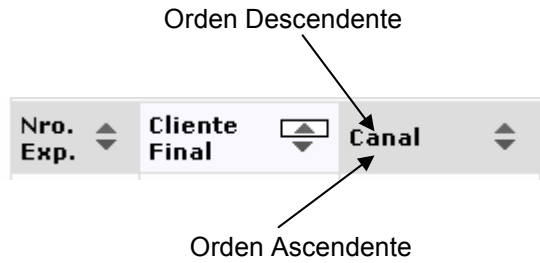 Orden Descendente
Nro.
Exp.
Cliente
Final
Canal
Orden Ascendente